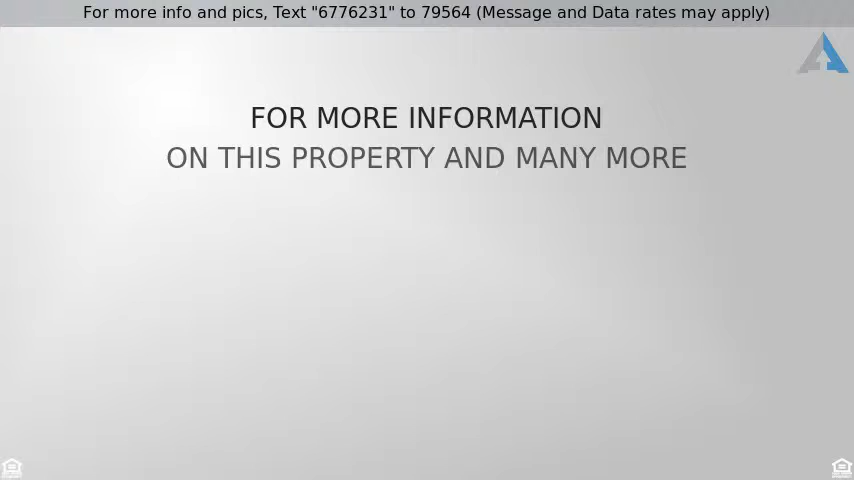 For more info and pics, Text "6776231" to 79564 (Message and Data rates may apply)
FOR MORE INFORMATION
ON THIS PROPERTY AND MANY MORE